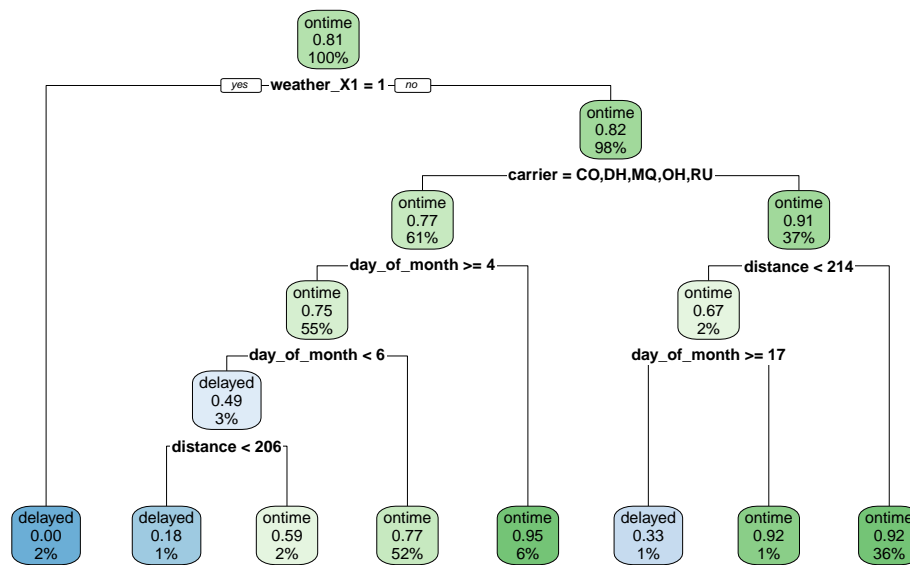 ontime
0.81
100%
yes weather_X1 = 1 no
ontime
0.82
98%
carrier = CO,DH,MQ,OH,RU
ontime
0.77
61%
ontime
0.91
37%
day_of_month >= 4
distance < 214
ontime
0.75
55%
ontime
0.67
2%
day_of_month < 6
day_of_month >= 17
delayed
0.49
3%
distance < 206
delayed
0.00
2%
delayed
0.18
1%
ontime
0.59
2%
ontime
0.77
52%
ontime
0.95
6%
delayed
0.33
1%
ontime
0.92
1%
ontime
0.92
36%